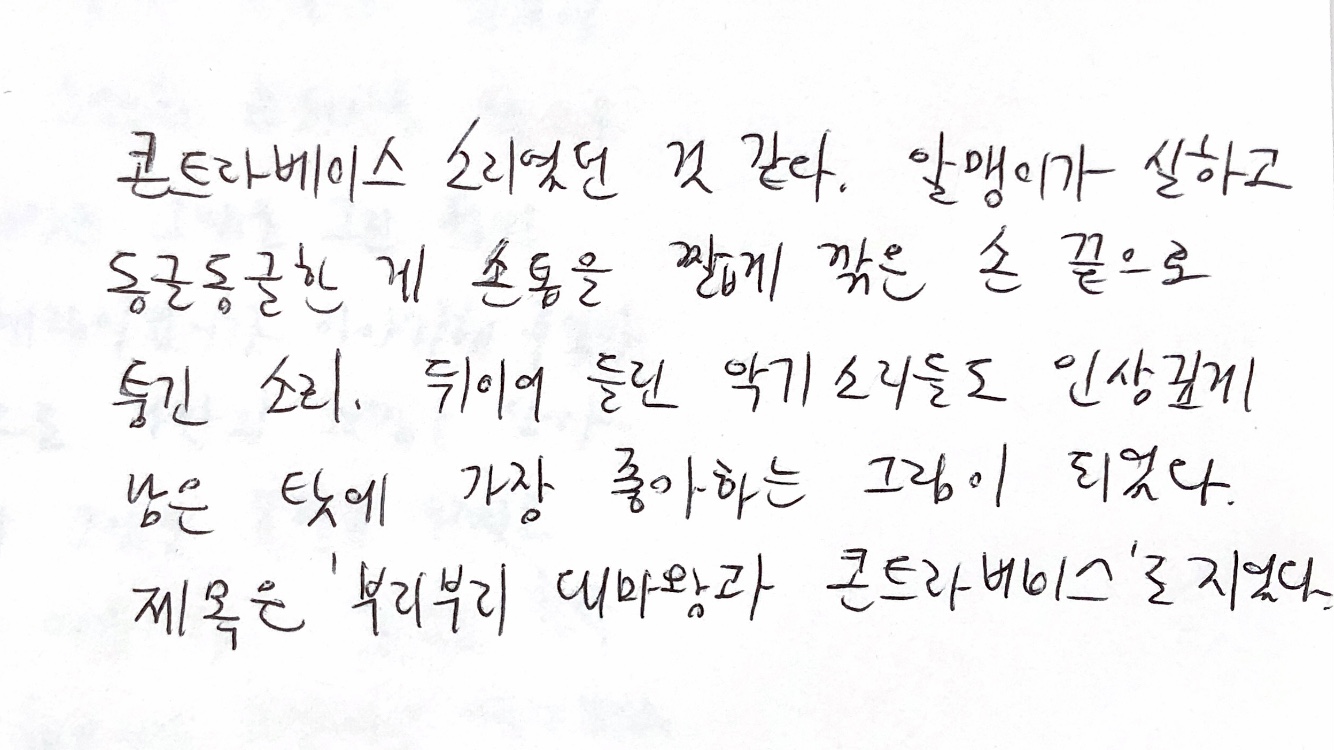 콘트라베이스 소리였던 것 같다. 알맹이가 실하고
동글동글한 게 손톱을 짧게 깎은 손 끝으로
퉁긴 소리. 뒤이어 들린 악기 소리들도 인상깊게
남은 탓에 가장 좋아하는 그림이 되었다.
제목은 '부리부리 대마왕과 콘트라베이스'로 지었다.